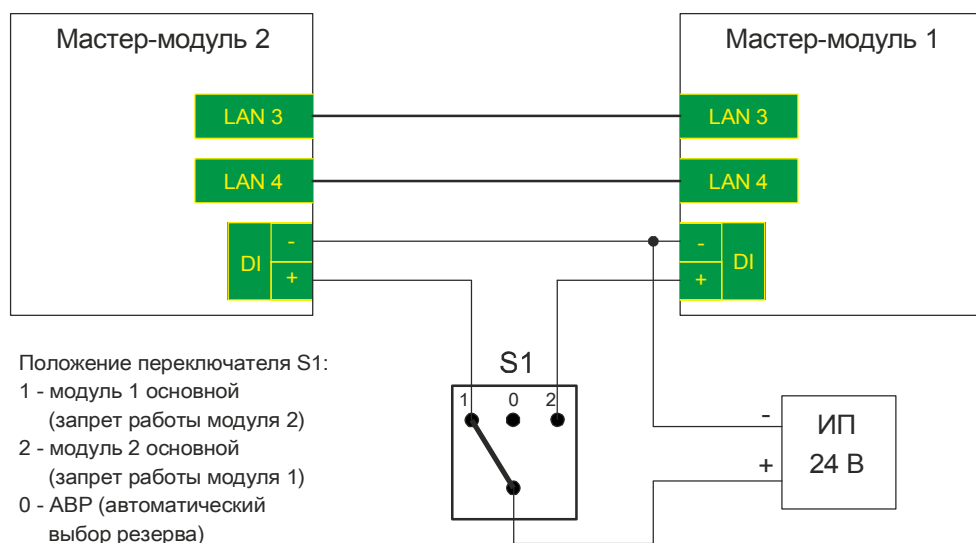 Мастер-модуль 2
Мастер-модуль 1
LAN 3
LAN 3
LAN 4
LAN 4
DI
-
+
-
+
DI
Положение переключателя S1:
1 - модуль 1 основной
(запрет работы модуля 2)
2 - модуль 2 основной
(запрет работы модуля 1)
0 - АВР (автоматический
выбор резерва)
S1
1 0 2
-
+
ИП
24 В